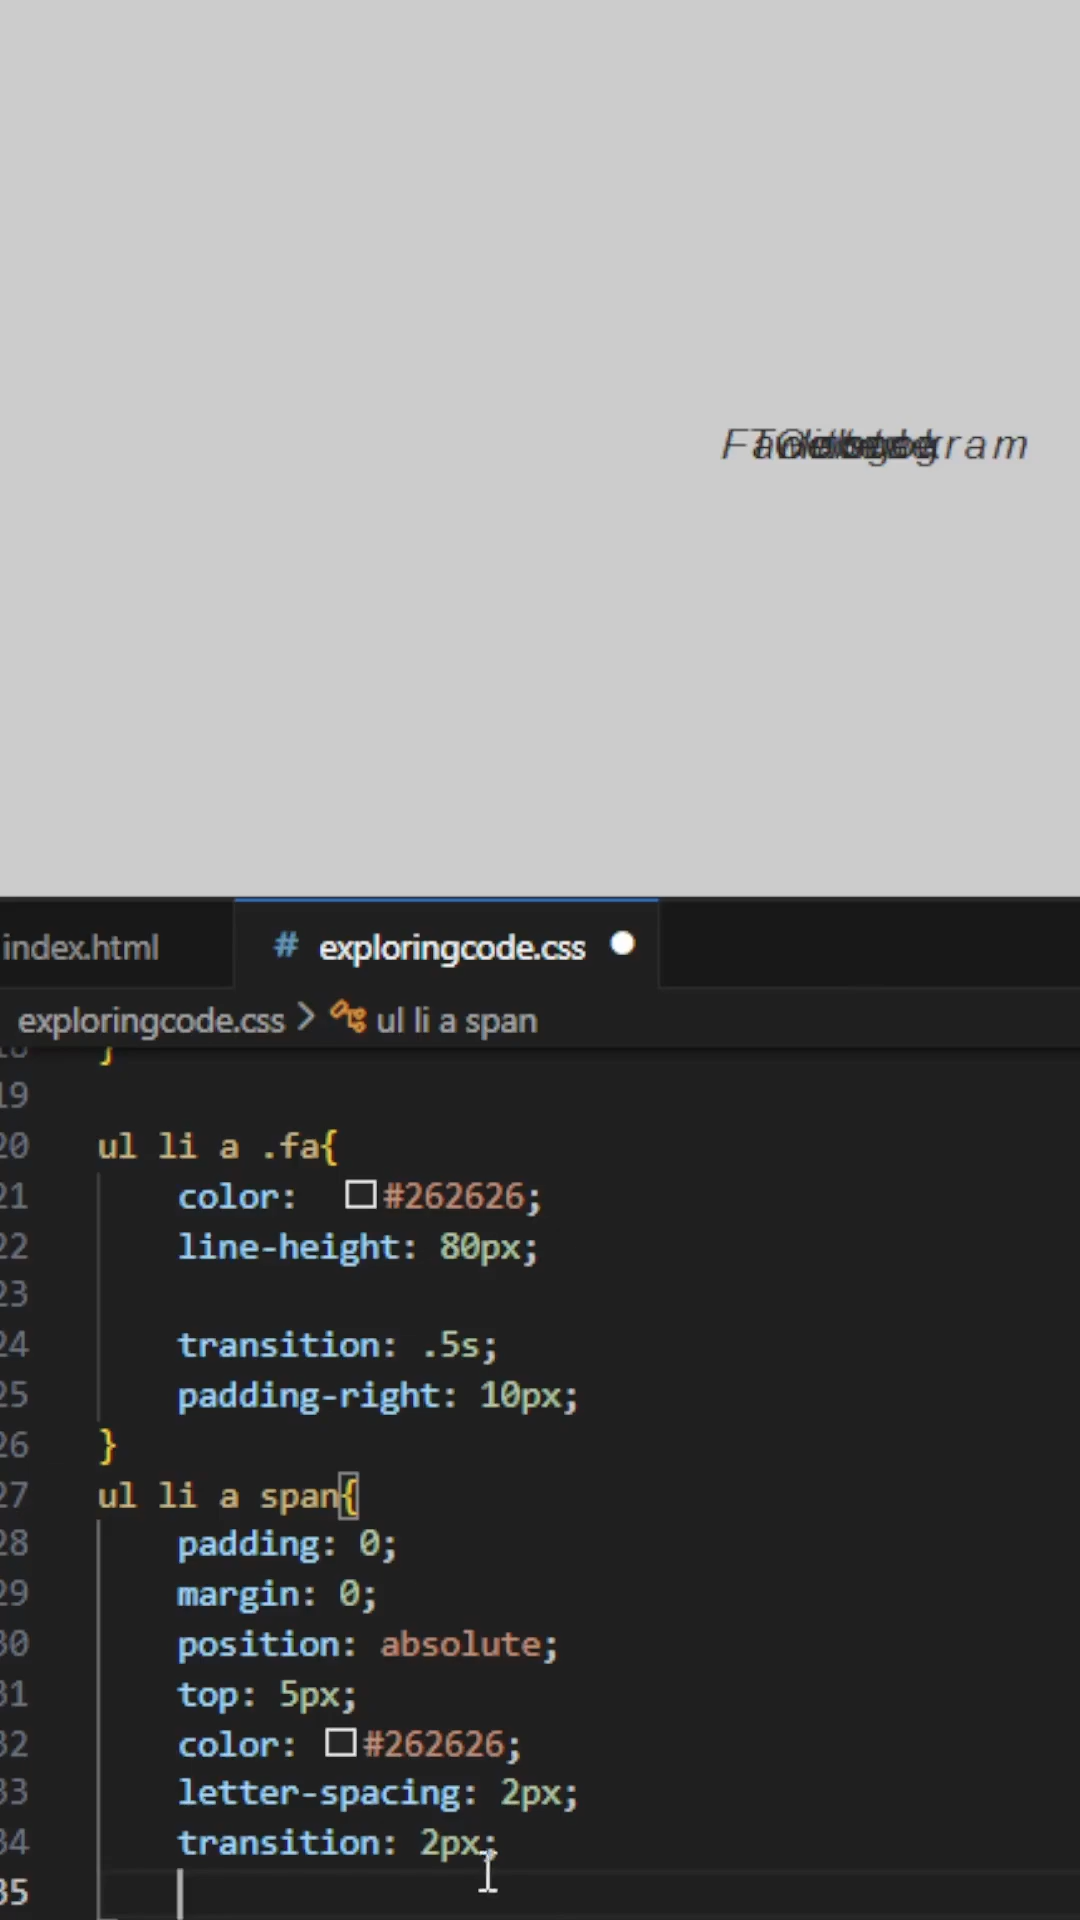 index.html
# exploringcode.css
exploringcode.css > ul li a span
18 }
19
20 ul li a .fa{
21 color: #262626;
22 line-height: 80px;
23
24 transition: .5s;
25 padding-right: 10px;
26 }
27 ul li a span{
28 padding: 0;
29 margin: 0;
30 position: absolute;
31 top: 5px;
32 color: #262626;
33 letter-spacing: 2px;
34 transition: 2px;
35